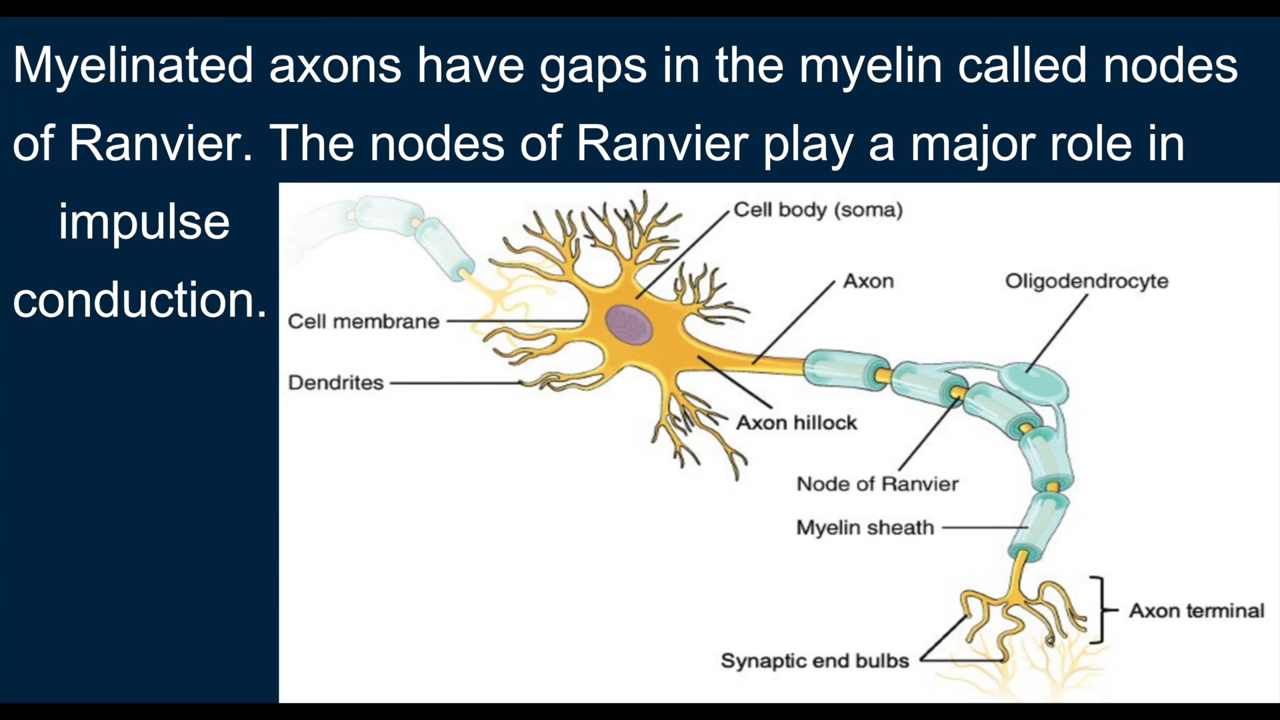 Myelinated axons have gaps in the myelin called nodes
of Ranvier. The nodes of Ranvier play a major role in
impulse
conduction.
Cell body (soma)
Axon
Oligodendrocyte
Cell membrane
Dendrites
Axon hillock
Node of Ranvier
Myelin sheath
Axon terminal
Synaptic end bulbs